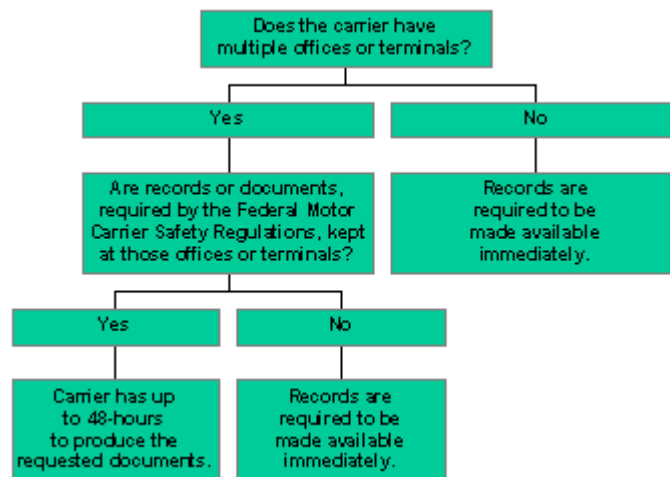 Does the carrier have
multiple offices or terminals?
Yes
No
Are records or documents,
required by the Federal Motor
Carrier Safety Regulations, kept
at those offices or terminals?
Records are
required to be
made available
immediately.
Yes
No
Carrier has up
to 48-hours
to produce the
requested documents.
Records are
required to be
made available
immediately.